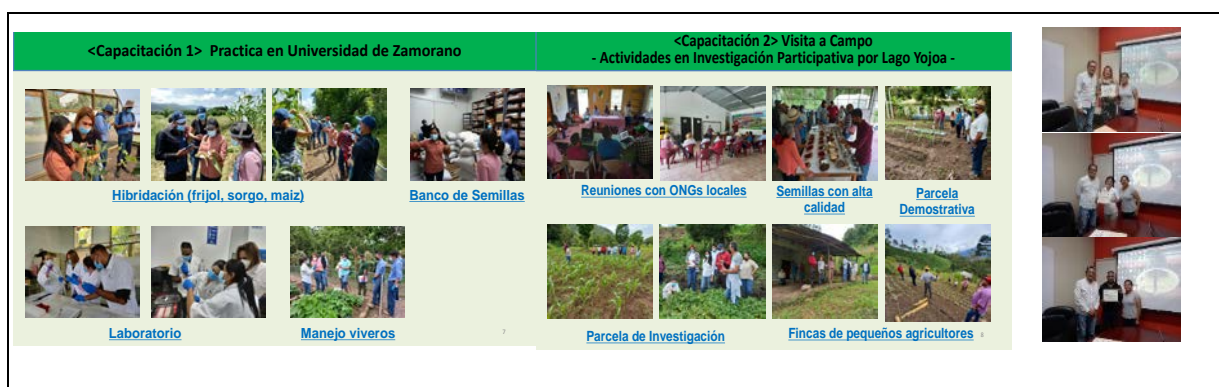 <Capacitación 1> Practica en Universidad de Zamorano
Hibridación (frijol, sorgo, maiz)
Banco de Semillas
Laboratorio
Manejo viveros
7
<Capacitación 2> Visita a Campo
- Actividades en Investigación Participativa por Lago Yojoa -
Reuniones con ONGs locales
Semillas con alta
calidad
Parcela
Demostrativa
Parcela de Investigación
Fincas de pequeños agricultores
8